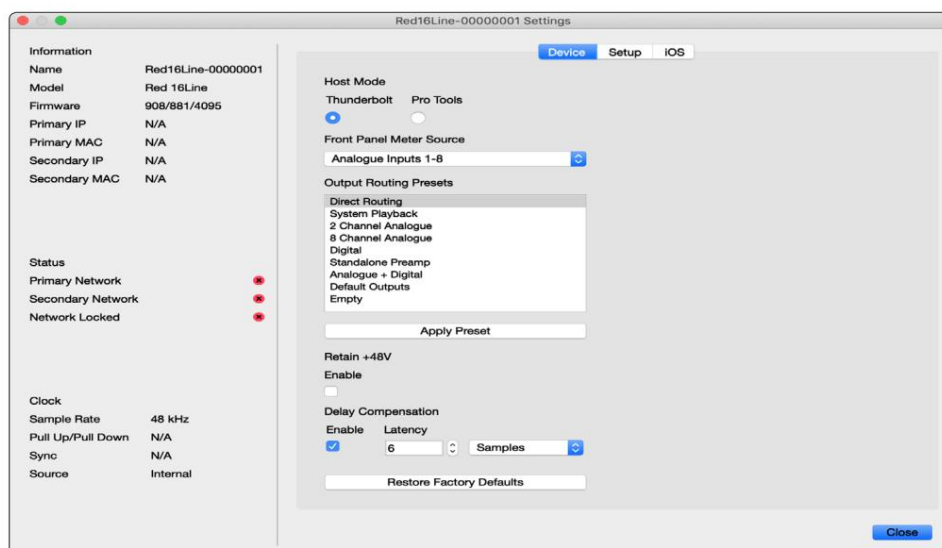 Red16Line-00000001 Settings
Information
Name Red16Line-00000001
Model Red 16Line
Firmware 908/881/4095
Primary IP N/A
Primary MAC N/A
Secondary IP N/A
Secondary MAC N/A
Status
Primary Network
Secondary Network
Network Locked
Clock
Sample Rate 48 kHz
Pull Up/Pull Down N/A
Sync N/A
Source Internal
Device Setup iOS
Host Mode
Thunderbolt Pro Tools
Front Panel Meter Source
Analogue Inputs 1-8
Output Routing Presets
Direct Routing
System Playback
2 Channel Analogue
8 Channel Analogue
Digital
Standalone Preamp
Analogue + Digital
Default Outputs
Empty
Apply Preset
Retain +48V
Enable
Delay Compensation
Enable Latency
6 Samples
Restore Factory Defaults
Close